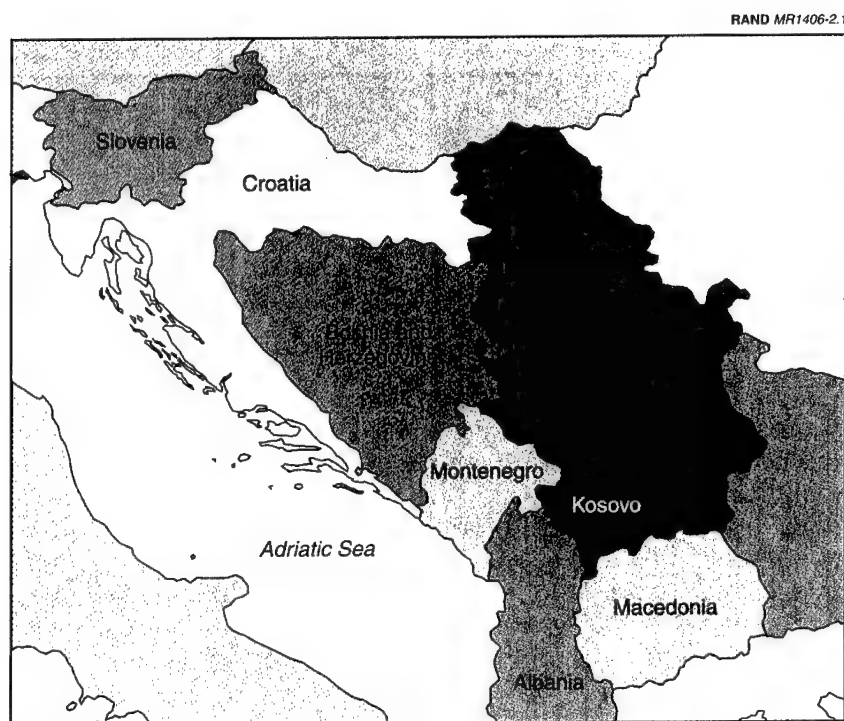 RAND MR1406-2.1
Slovenia
Croatia
Bosnia and
Herzegovina
Montenegro
Kosovo
Adriatic Sea
Macedonia
Albania